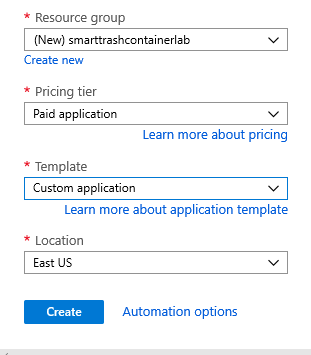 * Resource group
(New) smarttrashcontainerlab
Create new
* Pricing tier
Paid application
Learn more about pricing
* Template
Custom application
Learn more about application template
* Location
East US
Create Automation options